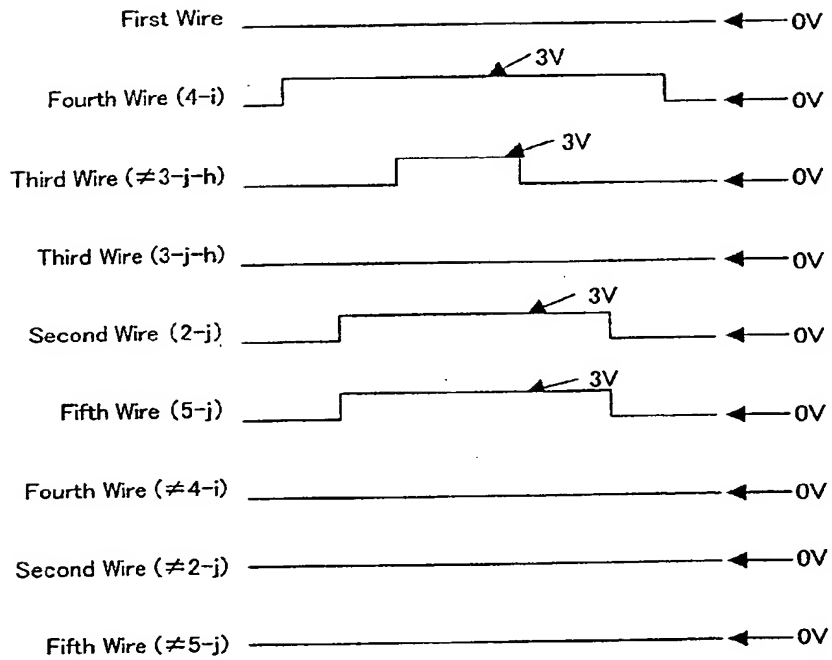 First Wire 0V
3V
Fourth Wire (4-i) 0V
3V
Third Wire (≠3-j-h) 0V
Third Wire (3-j-h) 0V
3V
Second Wire (2-j) 0V
3V
Fifth Wire (5-j) 0V
Fourth Wire (≠4-i) 0V
Second Wire (≠2-j) 0V
Fifth Wire (≠5-j) 0V